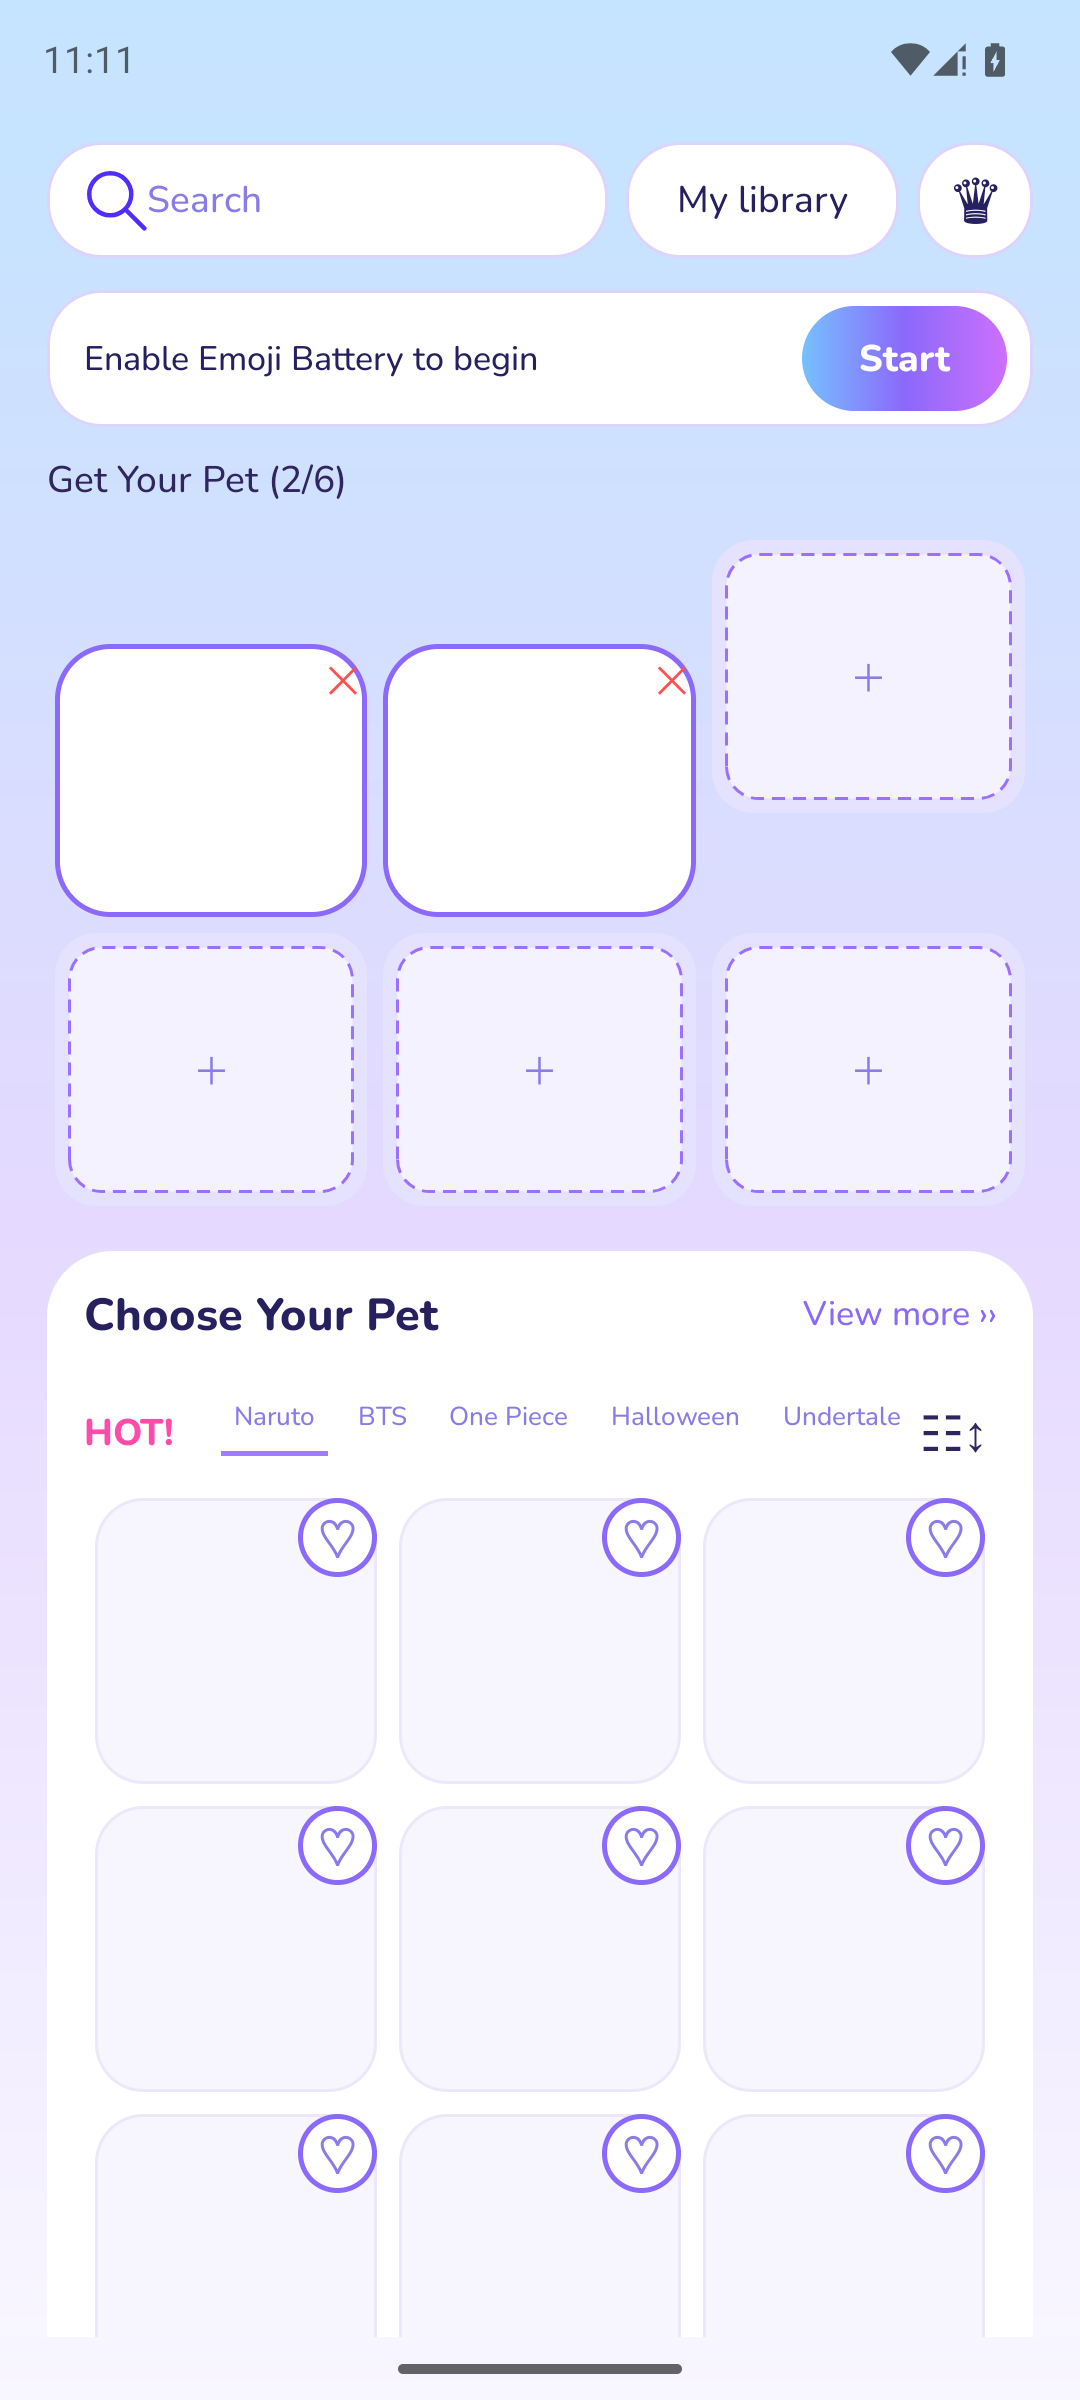 11:11
Search
My library
Enable Emoji Battery to begin
Start
Get Your Pet (2/6)
Choose Your Pet
View more ››
HOT!
Naruto
BTS
One Piece
Halloween
Undertale